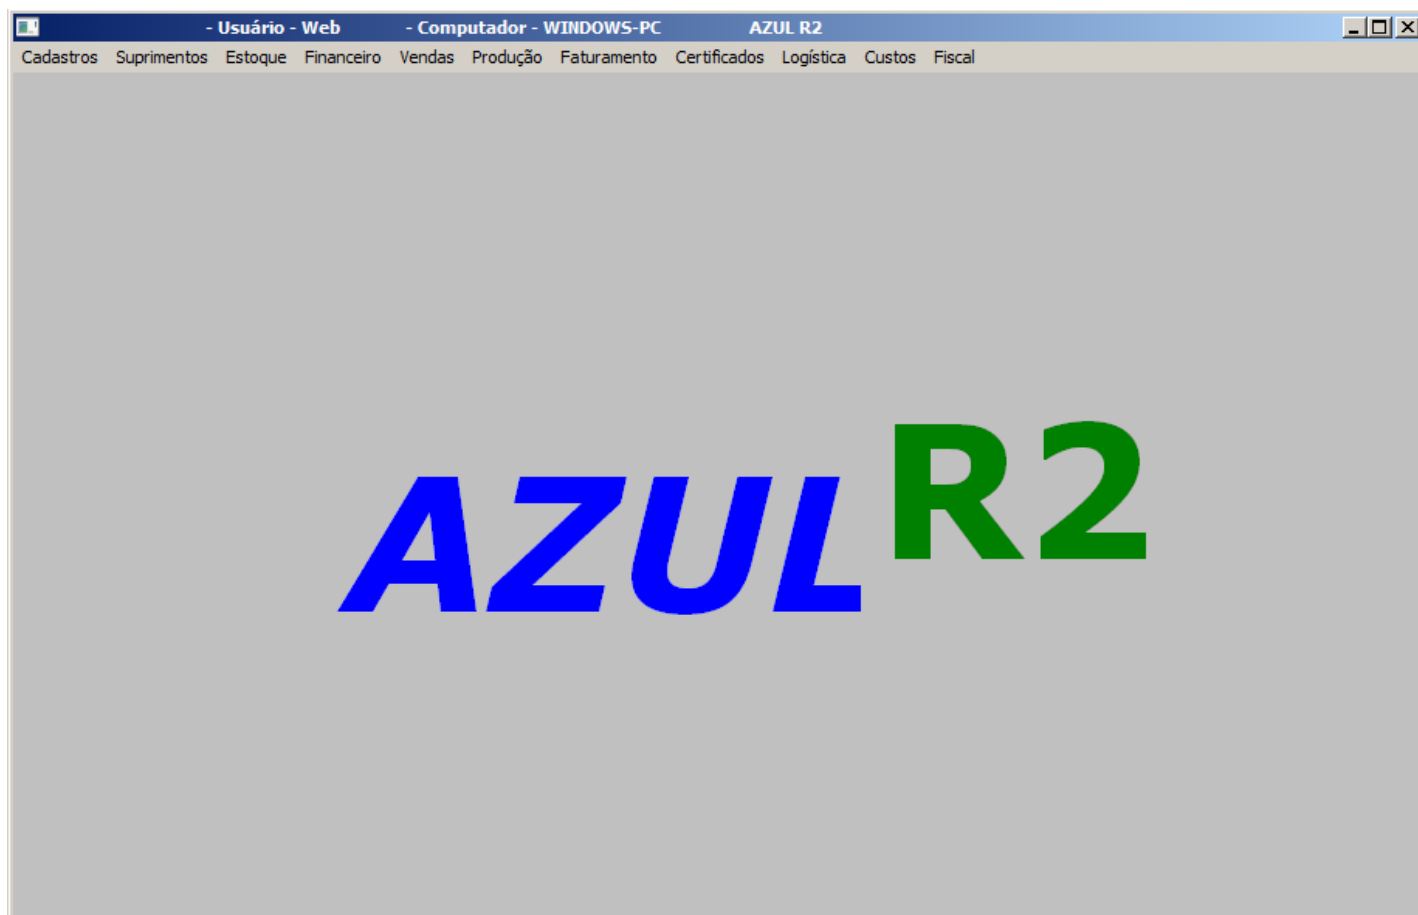 - Usuário - Web - Computador - WINDOWS-PC AZUL R2
Cadastros Suprimentos Estoque Financeiro Vendas Produção Faturamento Certificados Logística Custos Fiscal
AZUL R2